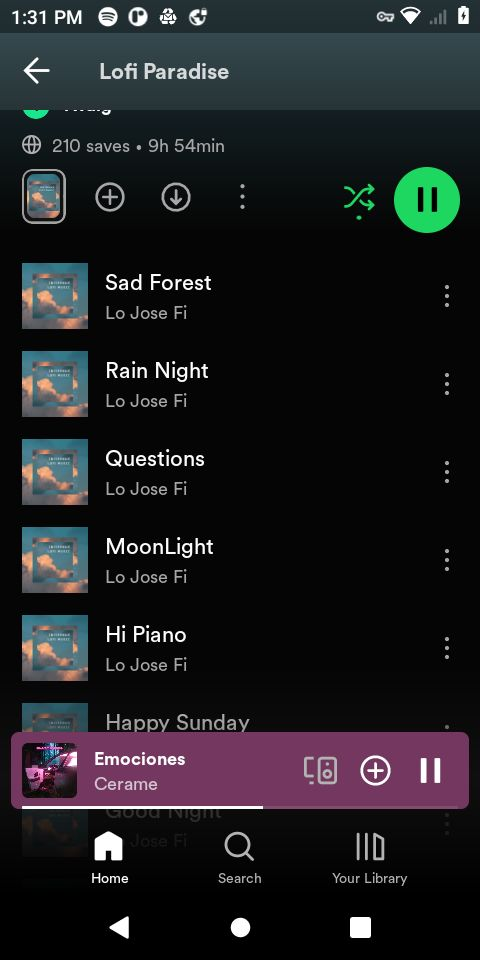 1:31 PM
Lofi Paradise
210 saves • 9h 54min
Sad Forest
Lo Jose Fi
Rain Night
Lo Jose Fi
Questions
Lo Jose Fi
MoonLight
Lo Jose Fi
Hi Piano
Lo Jose Fi
Happy Sunday
Emociones
Cerame
Good Night
Lo Jose Fi
Home
Search
Your Library